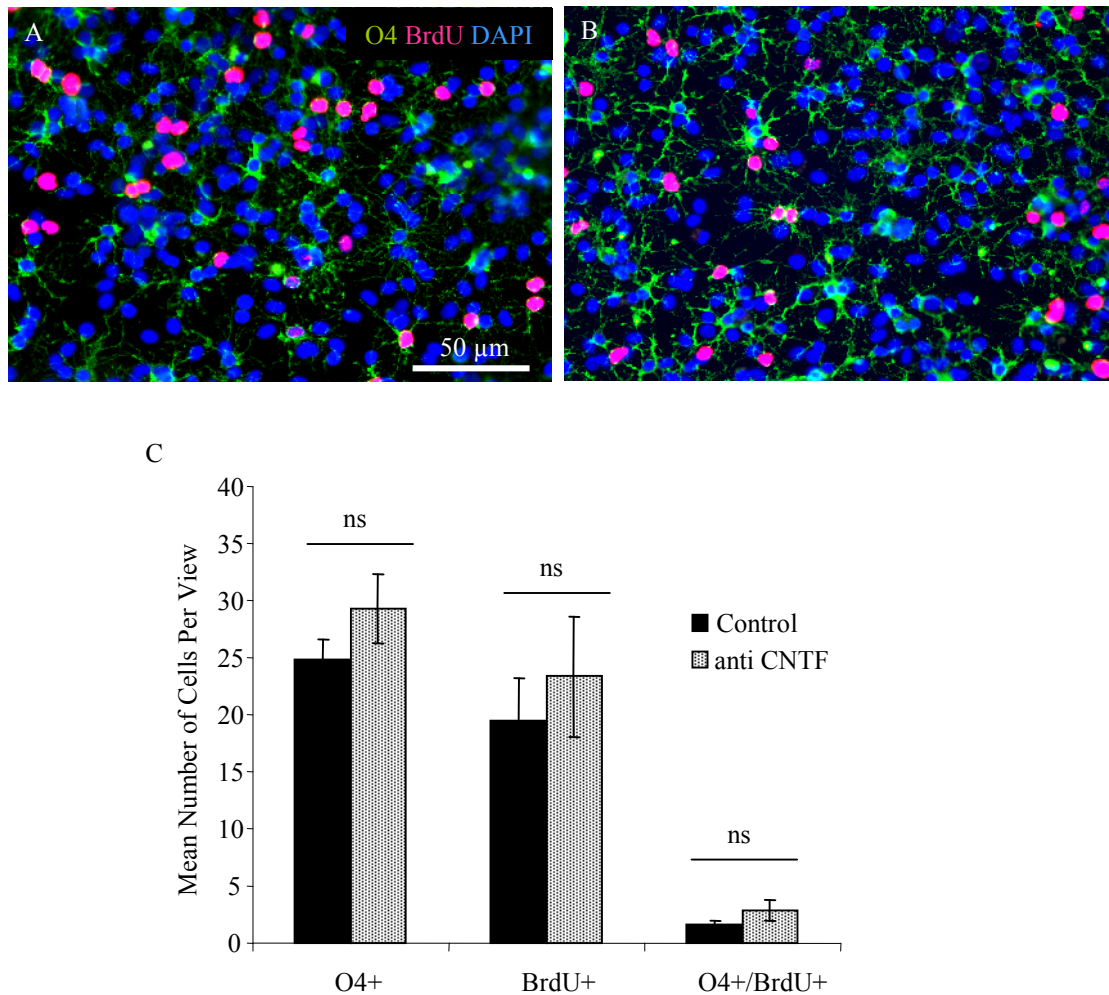 A
O4 BrdU DAPI
50 µm
B
C
Mean Number of Cells Per View
40
35
30
25
20
15
10
5
0
ns
ns
ns
Control
anti CNTF
O4+
BrdU+
O4+/BrdU+